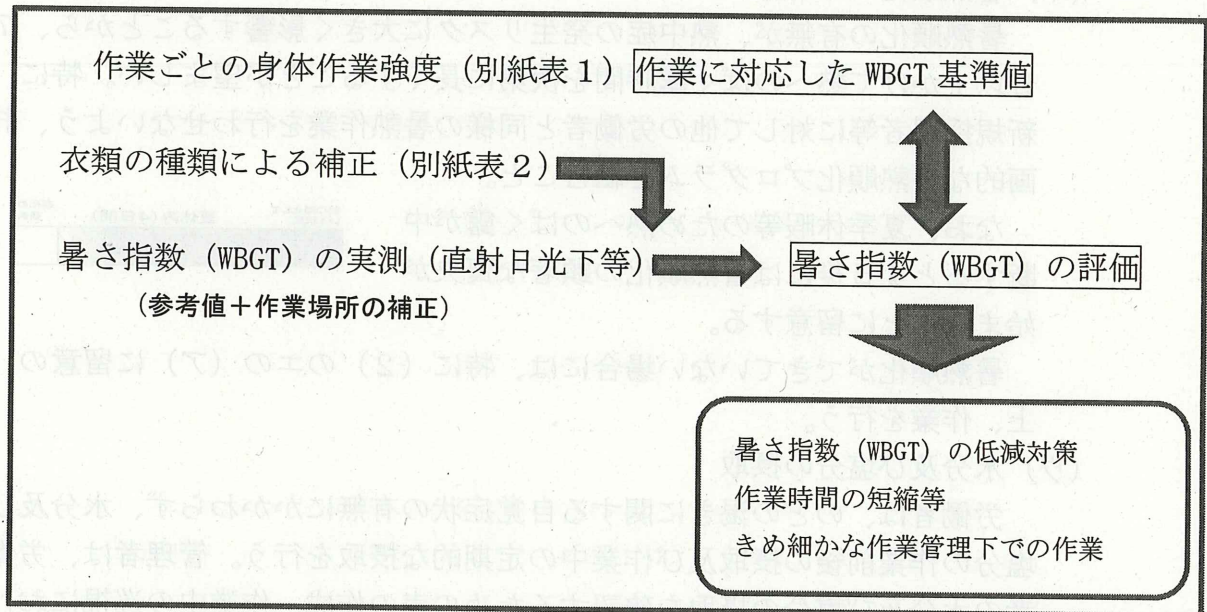 作業ごとの身体作業強度（別紙表１）作業に対応した WBGT 基準値
衣類の種類による補正（別紙表２）
暑さ指数（WBGT）の実測（直射日光下等） 暑さ指数（WBGT）の評価
（参考値＋作業場所の補正）
暑さ指数（WBGT）の低減対策
作業時間の短縮等
きめ細かな作業管理下での作業